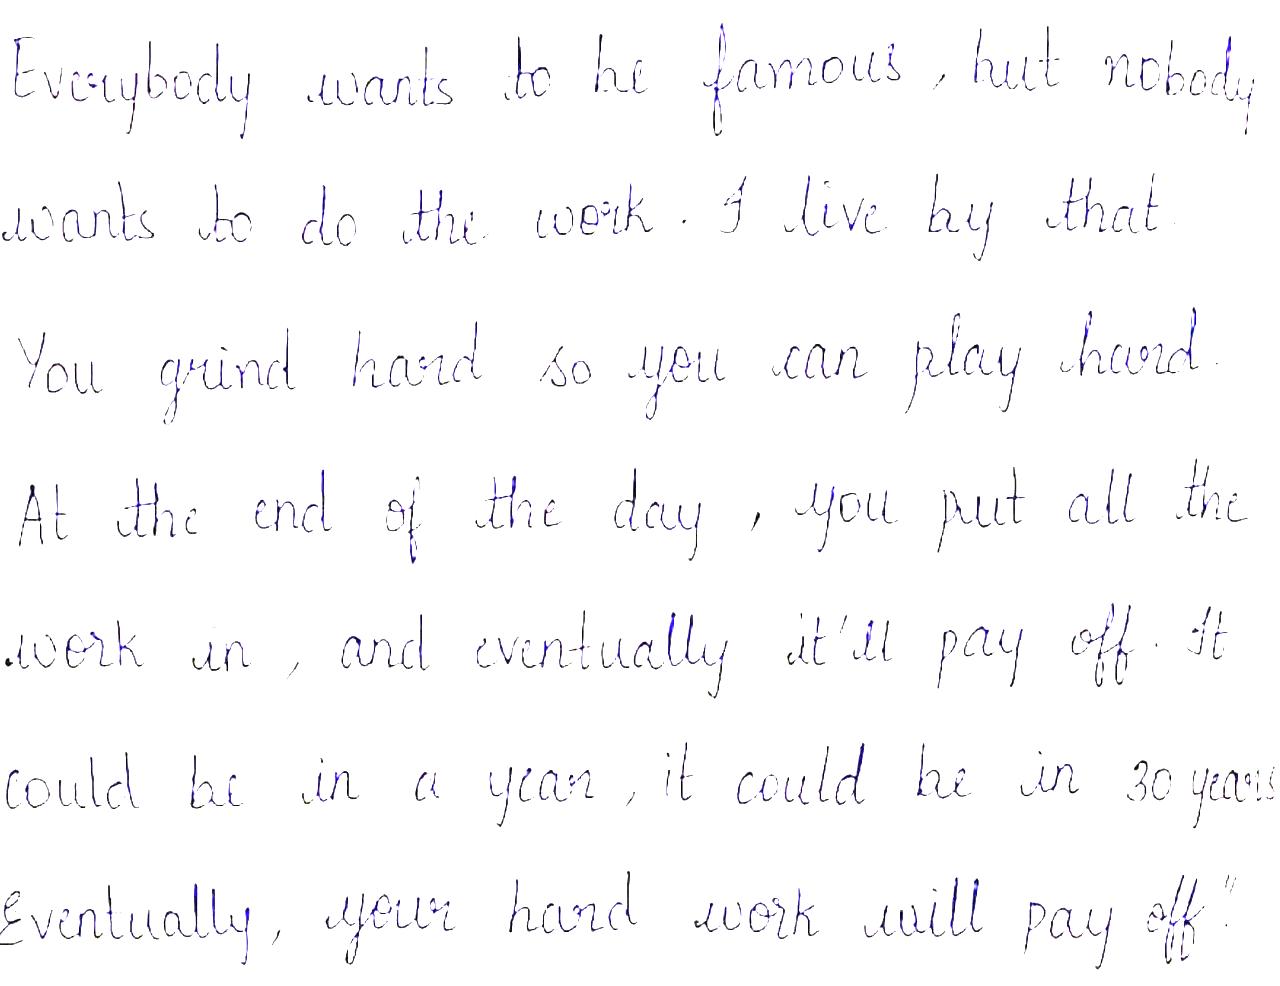 Everybody wants to be famous, but nobody
wants to do the work. I live by that
You grind hard so you can play hard.
At the end of the day, you put all the
work in, and eventually it'll pay off. It
could be in a year, it could be in 30 years
Eventually, your hard work will pay off."